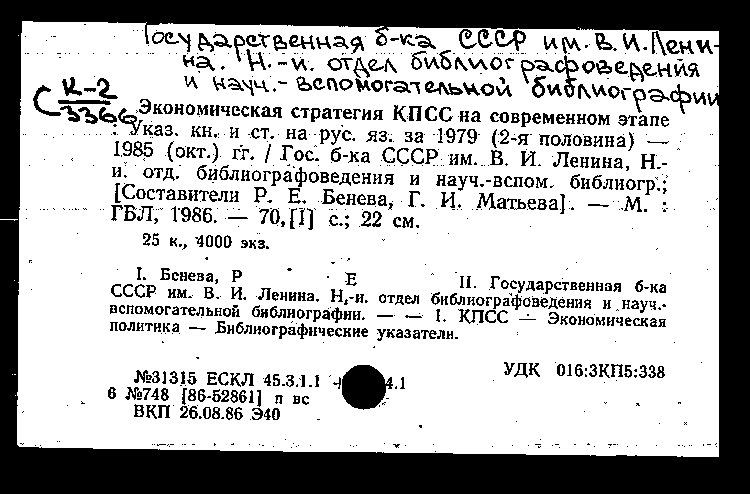 Государственная б-ка СССР им. В. И. Лени-
на. Н.-и. отдел библиографоведения
и науч.- вспомогательной библиографии
С К-2
3366
Экономическая стратегия КПСС на современном этапе
: Указ. кн. и ст. на рус. яз. за 1979 (2-я половина) —
1985 (окт.) гг. / Гос. б-ка СССР им. В. И. Ленина, Н.-
и. отд. библиографоведения и науч.-вспом. библиогр.;
[Составители Р. Е. Бенева, Г. И. Матьева]. — М. :
ГБЛ, 1986. — 70,[I] с.; 22 см.
25 к., 4000 экз.
I. Бенева, Р Е II. Государственная б-ка
СССР им. В. И. Ленина. Н.-и. отдел библиографоведения и науч.-
вспомогательной библиографии. — — 1. КПСС — Экономическая
политика — Библиографические указатели.
УДК 016:3КП5:338
№31315 ЕСКЛ 45.3.1.1 4.1
6 №748 [86-52861] п вс
ВКП 26.08.86 Э40